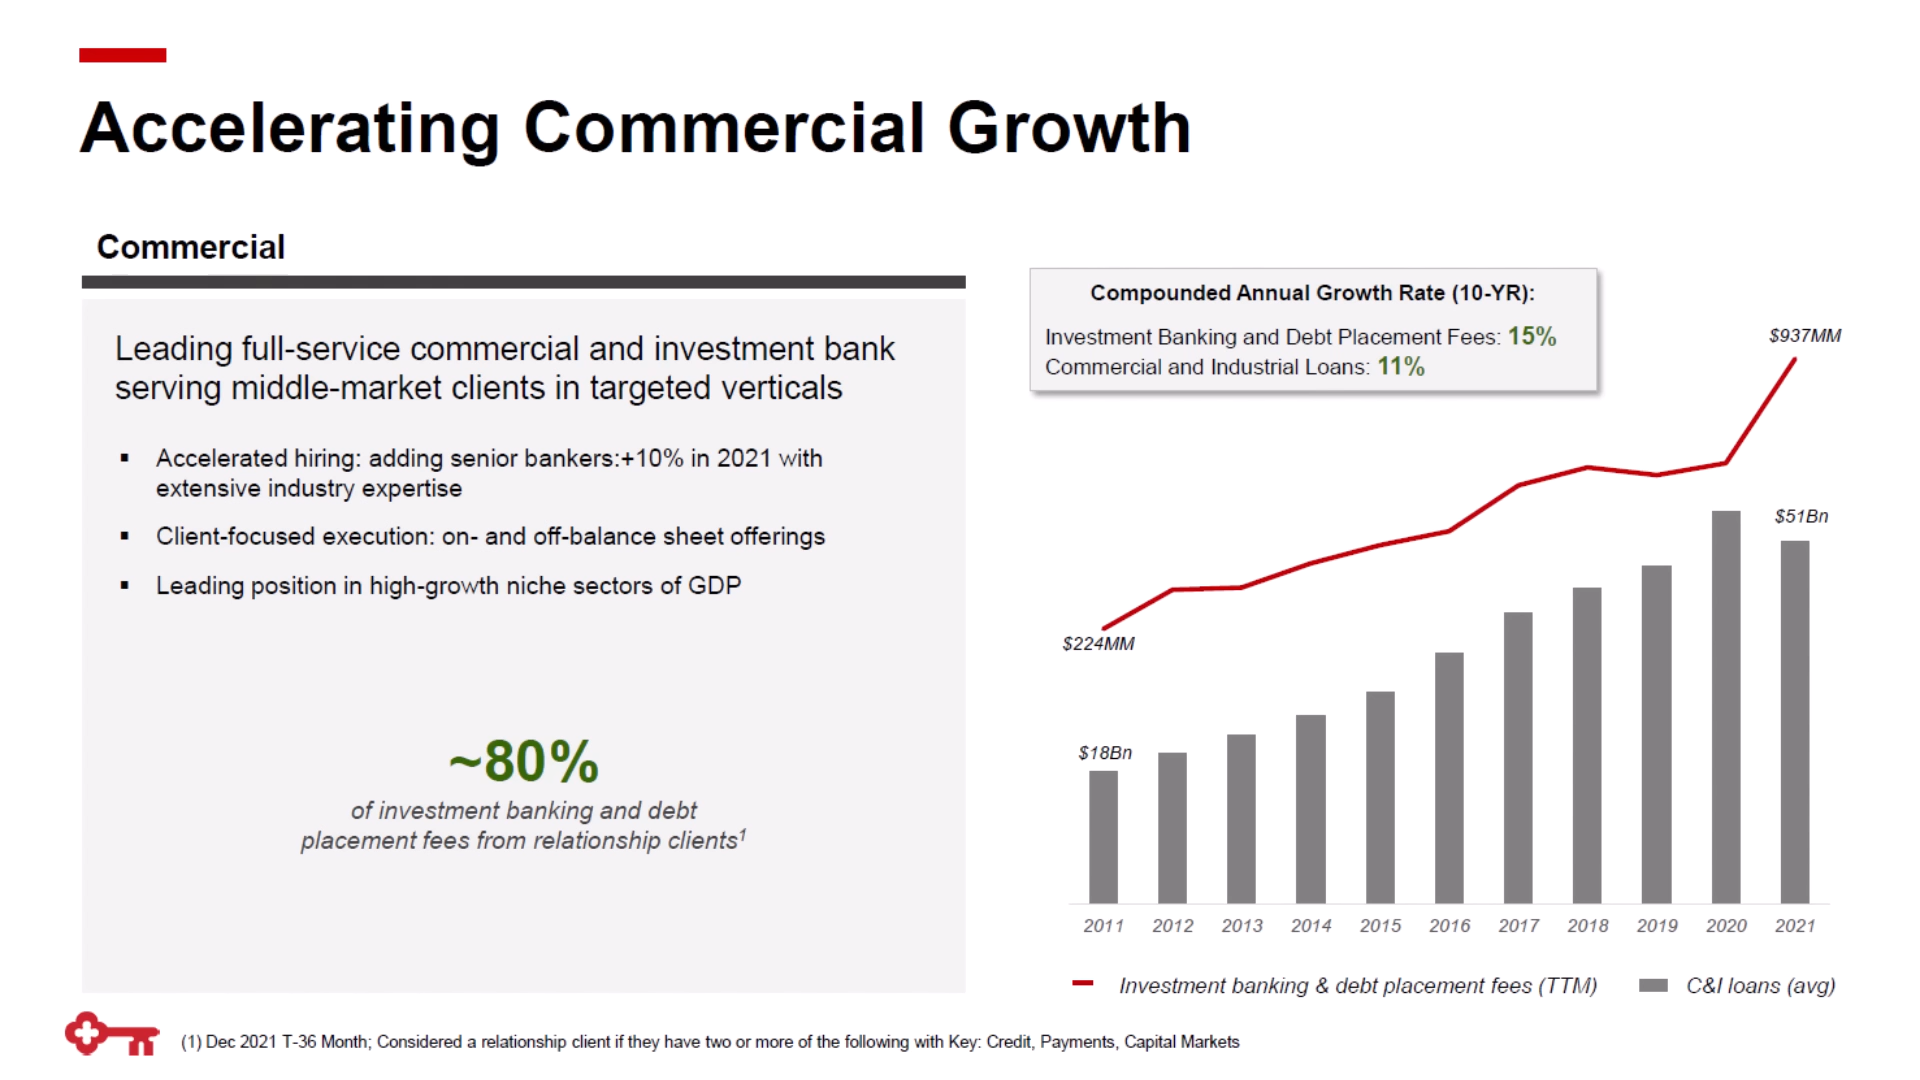 Accelerating Commercial Growth
Commercial
Leading full-service commercial and investment bank
serving middle-market clients in targeted verticals
▪ Accelerated hiring: adding senior bankers:+10% in 2021 with
extensive industry expertise
▪ Client-focused execution: on- and off-balance sheet offerings
▪ Leading position in high-growth niche sectors of GDP
~80%
of investment banking and debt
placement fees from relationship clients¹
Compounded Annual Growth Rate (10-YR):
Investment Banking and Debt Placement Fees: 15%
Commercial and Industrial Loans: 11%
$937MM
$51Bn
$224MM
$18Bn
2011 2012 2013 2014 2015 2016 2017 2018 2019 2020 2021
Investment banking & debt placement fees (TTM) C&I loans (avg)
(1) Dec 2021 T-36 Month; Considered a relationship client if they have two or more of the following with Key: Credit, Payments, Capital Markets